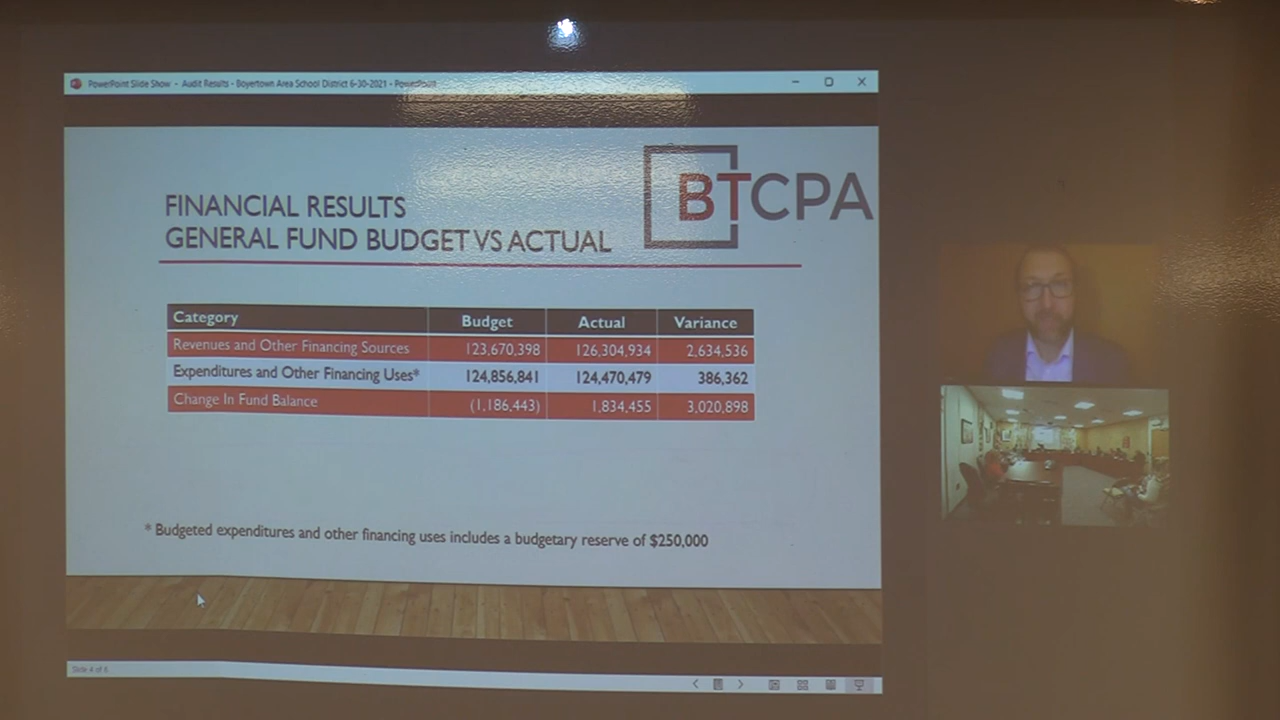 PowerPoint Slide Show - Audit Results - Boyertown Area School District 6-30-2021 - PowerPoint
BTCPA
FINANCIAL RESULTS
GENERAL FUND BUDGET VS ACTUAL
Category Budget Actual Variance
Revenues and Other Financing Sources 123,670,398 126,304,934 2,634,536
Expenditures and Other Financing Uses* 124,856,841 124,470,479 386,362
Change In Fund Balance (1,186,443) 1,834,455 3,020,898
* Budgeted expenditures and other financing uses includes a budgetary reserve of $250,000
Slide 4 of 6